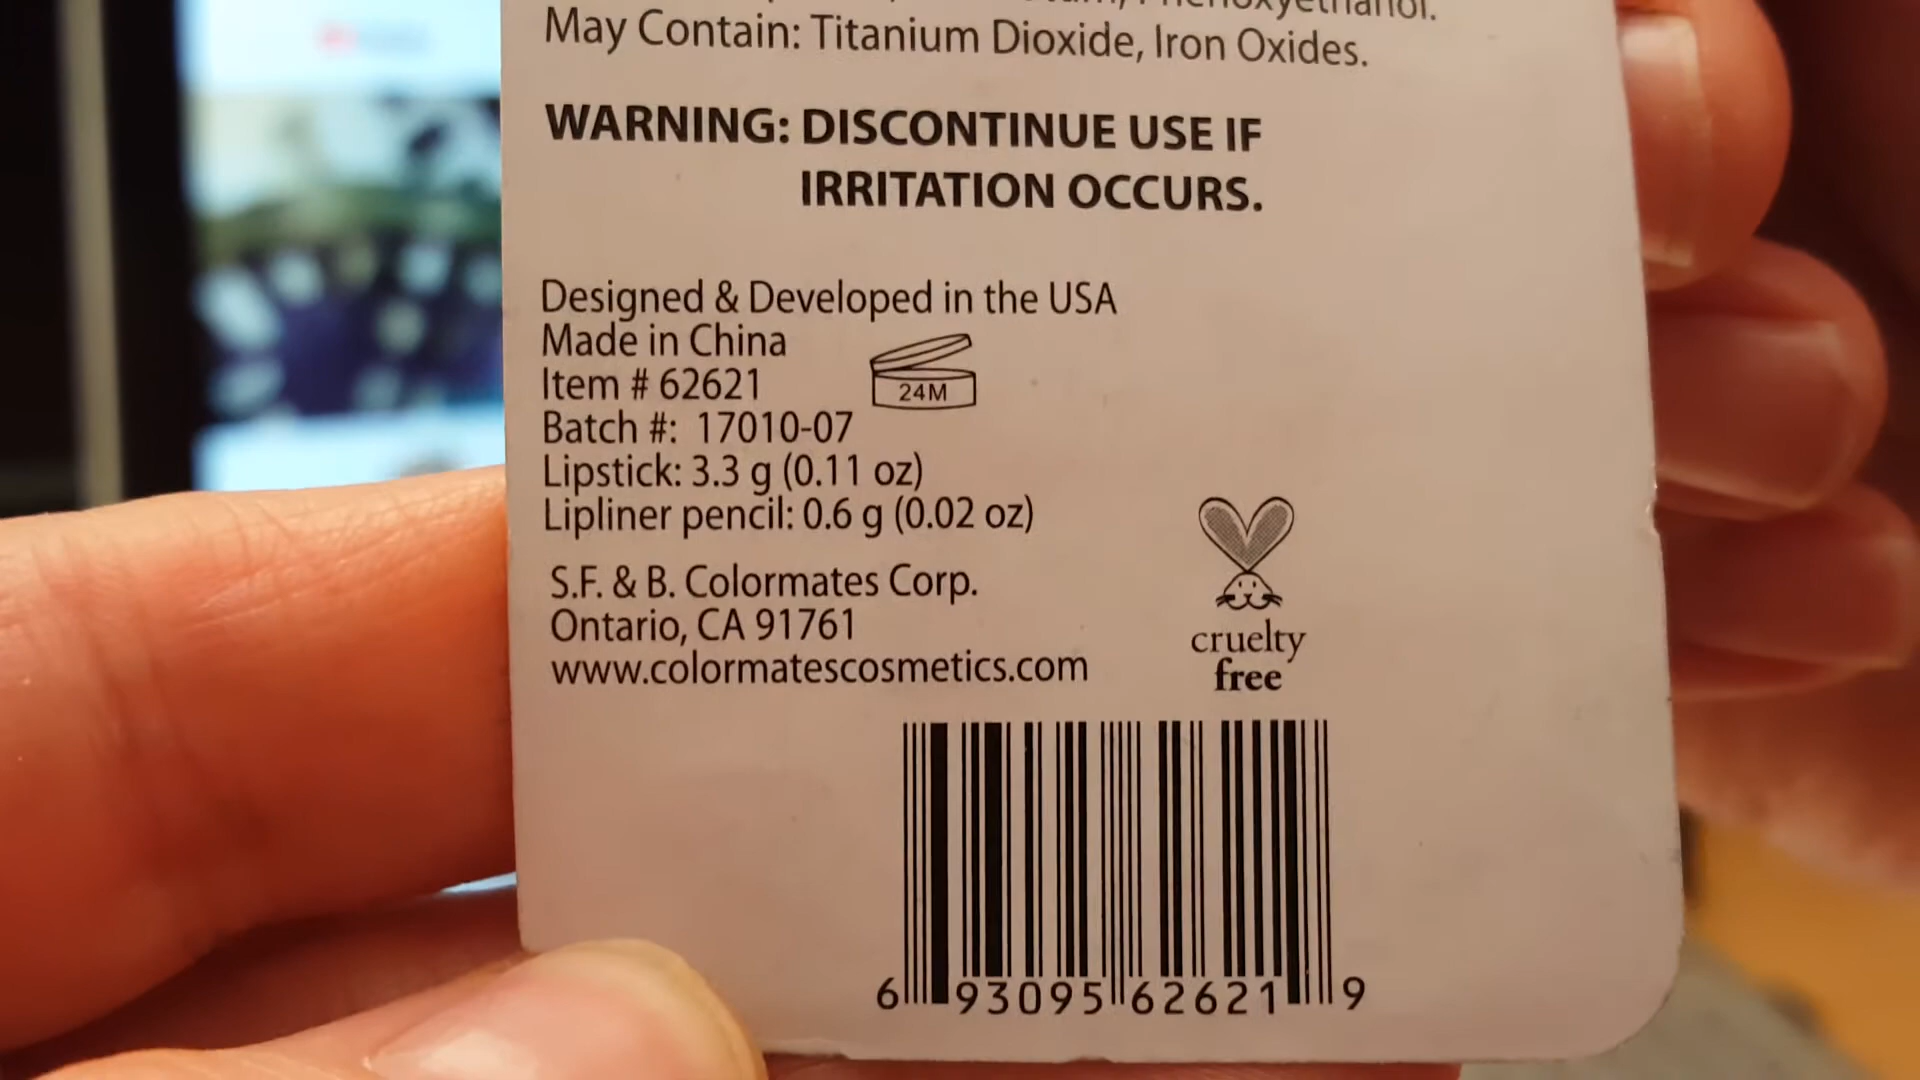 Phenoxyethanol.
May Contain: Titanium Dioxide, Iron Oxides.
WARNING: DISCONTINUE USE IF
IRRITATION OCCURS.
Designed & Developed in the USA
Made in China
Item # 62621
24M
Batch #: 17010-07
Lipstick: 3.3 g (0.11 oz)
Lipliner pencil: 0.6 g (0.02 oz)
S.F. & B. Colormates Corp.
Ontario, CA 91761
www.colormatescosmetics.com
cruelty
free
6 93095 62621 9